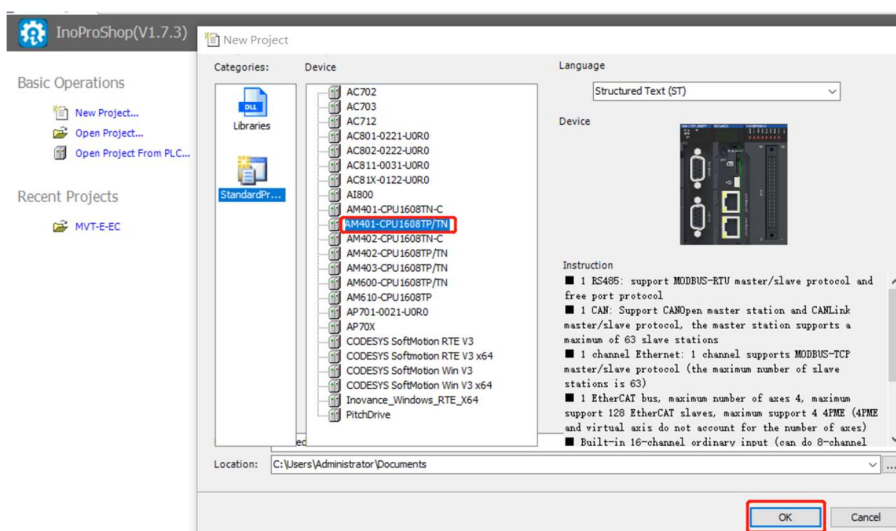 InoProShop(V1.7.3)
Basic Operations
New Project...
Open Project...
Open Project From PLC...
Recent Projects
MVT-E-EC
New Project
Categories:
Libraries
StandardPr...
Device
AC702
AC703
AC712
AC801-0221-U0R0
AC802-0222-U0R0
AC811-0031-U0R0
AC81X-0122-U0R0
AI800
AM401-CPU1608TN-C
AM401-CPU1608TP/TN
AM402-CPU1608TN-C
AM402-CPU1608TP/TN
AM403-CPU1608TP/TN
AM600-CPU1608TP/TN
AM610-CPU1608TP
AP701-0021-U0R0
AP70X
CODESYS SoftMotion RTE V3
CODESYS SoftMotion RTE V3 x64
CODESYS SoftMotion Win V3
CODESYS SoftMotion Win V3 x64
Inovance_Windows_RTE_X64
PitchDrive
Language
Structured Text (ST)
Device
Instruction
■ 1 RS485: support MODBUS-RTU master/slave protocol and
free port protocol
■ 1 CAN: Support CANOpen master station and CANLink
master/slave protocol, the master station supports a
maximum of 63 slave stations
■ 1 channel Ethernet: 1 channel supports MODBUS-TCP
master/slave protocol (the maximum number of slave
stations is 63)
■ 1 EtherCAT bus, maximum number of axes 4, maximum
support 128 EtherCAT slaves, maximum support 4 4PME (4PME
and virtual axis do not account for the number of axes)
■ Built-in 16-channel ordinary input (can do 8-channel
Location:
C:\Users\Administrator\Documents
...
OK
Cancel